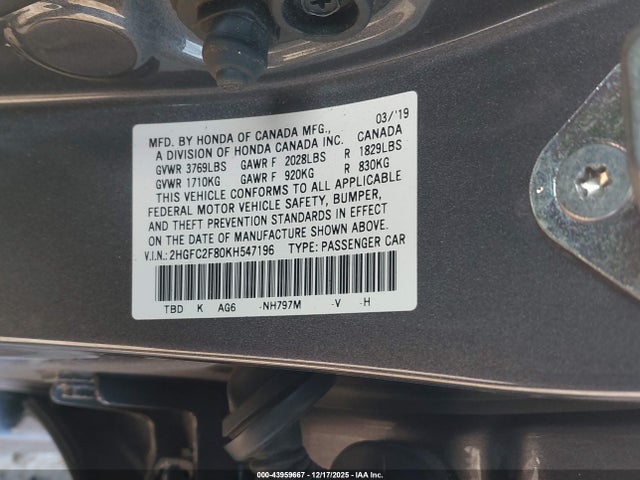 MFD. BY HONDA OF CANADA MFG., 03/'19
A DIVISION OF HONDA CANADA INC. CANADA
GVWR 3769LBS GAWR F 2028LBS R 1829LBS
GVWR 1710KG GAWR F 920KG R 830KG
THIS VEHICLE CONFORMS TO ALL APPLICABLE
FEDERAL MOTOR VEHICLE SAFETY, BUMPER,
AND THEFT PREVENTION STANDARDS IN EFFECT
ON THE DATE OF MANUFACTURE SHOWN ABOVE.
V.I.N.: 2HGFC2F80KH547196 TYPE: PASSENGER CAR
TBD K AG6 -NH797M -V -H
000-43959667 - 12/17/2025 - IAA Inc.